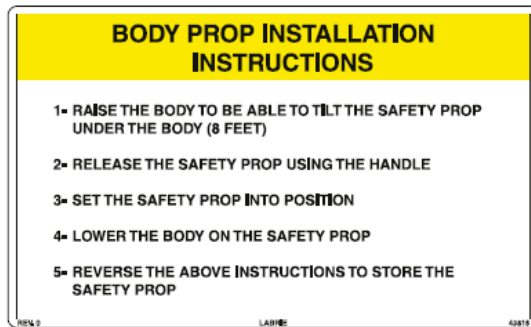 BODY PROP INSTALLATION
INSTRUCTIONS
1- RAISE THE BODY TO BE ABLE TO TILT THE SAFETY PROP
UNDER THE BODY (8 FEET)
2- RELEASE THE SAFETY PROP USING THE HANDLE
3- SET THE SAFETY PROP INTO POSITION
4- LOWER THE BODY ON THE SAFETY PROP
5- REVERSE THE ABOVE INSTRUCTIONS TO STORE THE
SAFETY PROP
REV. 0 LABRIE